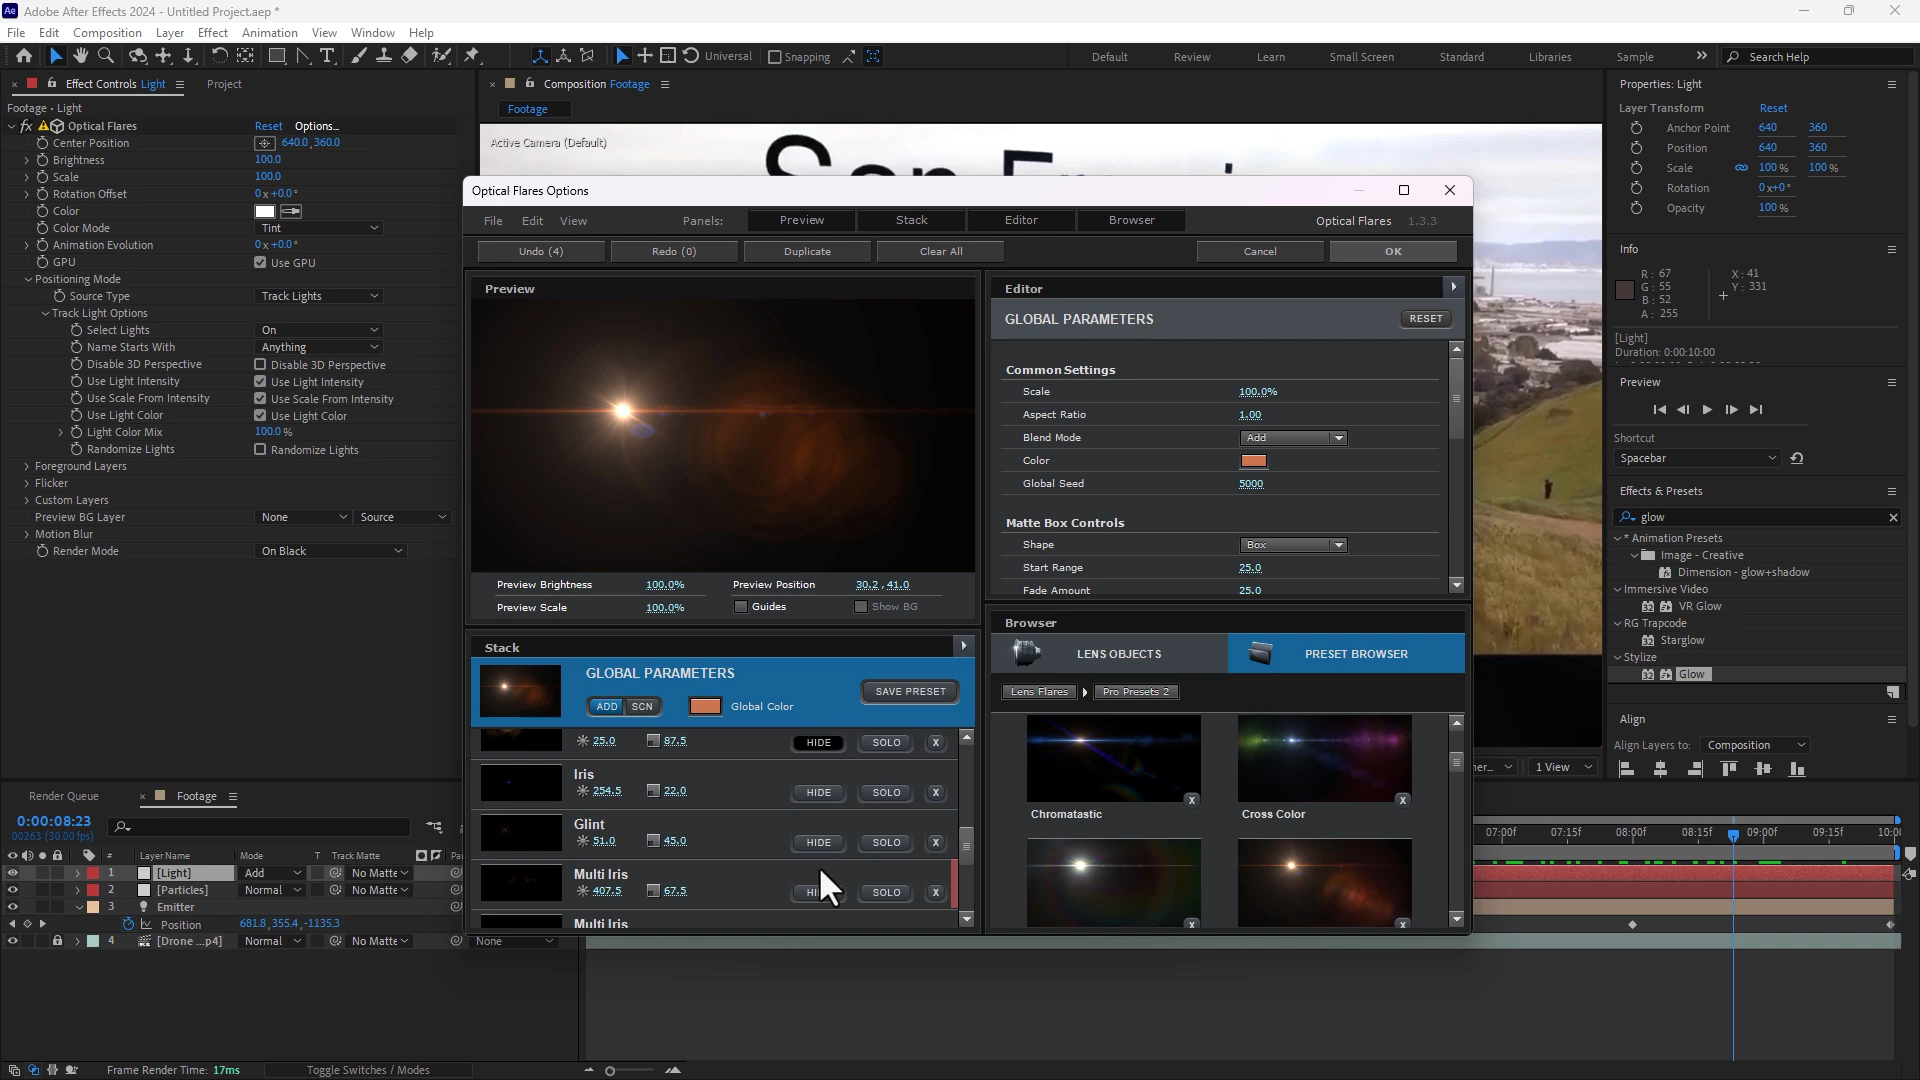 Adobe After Effects 2024 - Untitled Project.aep *
File Edit Composition Layer Effect Animation View Window Help
Universal Snapping Default Review Learn Small Screen Standard Libraries Sample Search Help
Effect Controls Light Project
Footage • Light
Optical Flares Reset Options...
Center Position 640.0, 360.0
Brightness 100.0
Scale 100.0
Rotation Offset 0x+0.0°
Color
Color Mode Tint
Animation Evolution 0x+0.0°
GPU Use GPU
Positioning Mode
Source Type Track Lights
Track Light Options
Select Lights On
Name Starts With Anything
Disable 3D Perspective Disable 3D Perspective
Use Light Intensity Use Light Intensity
Use Scale From Intensity Use Scale From Intensity
Use Light Color Use Light Color
Light Color Mix 100.0 %
Randomize Lights Randomize Lights
Foreground Layers
Flicker
Custom Layers
Preview BG Layer None Source
Motion Blur
Render Mode On Black
Composition Footage
Footage
Active Camera (Default)
Optical Flares Options
File Edit View Panels: Preview Stack Editor Browser Optical Flares 1.3.3
Undo (4) Redo (0) Duplicate Clear All Cancel OK
Preview
Preview Brightness 100.0% Preview Position 30.2 , 41.0
Preview Scale 100.0% Guides Show BG
Stack
GLOBAL PARAMETERS
SAVE PRESET
ADD SCN Global Color
25.0 87.5 HIDE SOLO X
Iris
254.5 22.0 HIDE SOLO X
Glint
51.0 45.0 HIDE SOLO X
Multi Iris
407.5 67.5 SOLO X
Multi Iris
Editor
GLOBAL PARAMETERS RESET
Common Settings
Scale 100.0%
Aspect Ratio 1.00
Blend Mode Add
Color
Global Seed 5000
Matte Box Controls
Shape Box
Start Range 25.0
Fade Amount 25.0
Browser
LENS OBJECTS PRESET BROWSER
Lens Flares Pro Presets 2
X X
Chromatastic Cross Color
X X
Properties: Light
Layer Transform Reset
Anchor Point 640 360
Position 640 360
Scale 100 % 100 %
Rotation 0x+0°
Opacity 100 %
Info
R: 67 X: 41
G: 55 Y: 331
B: 52
A: 255
[Light]
Duration: 0:00:10:00
Preview
Shortcut
Spacebar
Effects & Presets
glow
* Animation Presets
Image - Creative
Dimension - glow+shadow
Immersive Video
VR Glow
RG Trapcode
Starglow
Stylize
Glow
Align
Align Layers to: Composition
1 View
Render Queue Footage
0:00:08:23
00263 (30.00 fps)
# Layer Name Mode T Track Matte
1 [Light] Add No Matte
2 [Particles] Normal No Matte
3 Emitter
Position 681.8, 355.4, -1135.3
4 [Drone ...p4] Normal No Matte None
07:00f 07:15f 08:00f 08:15f 09:00f 09:15f
Frame Render Time: 17ms Toggle Switches / Modes